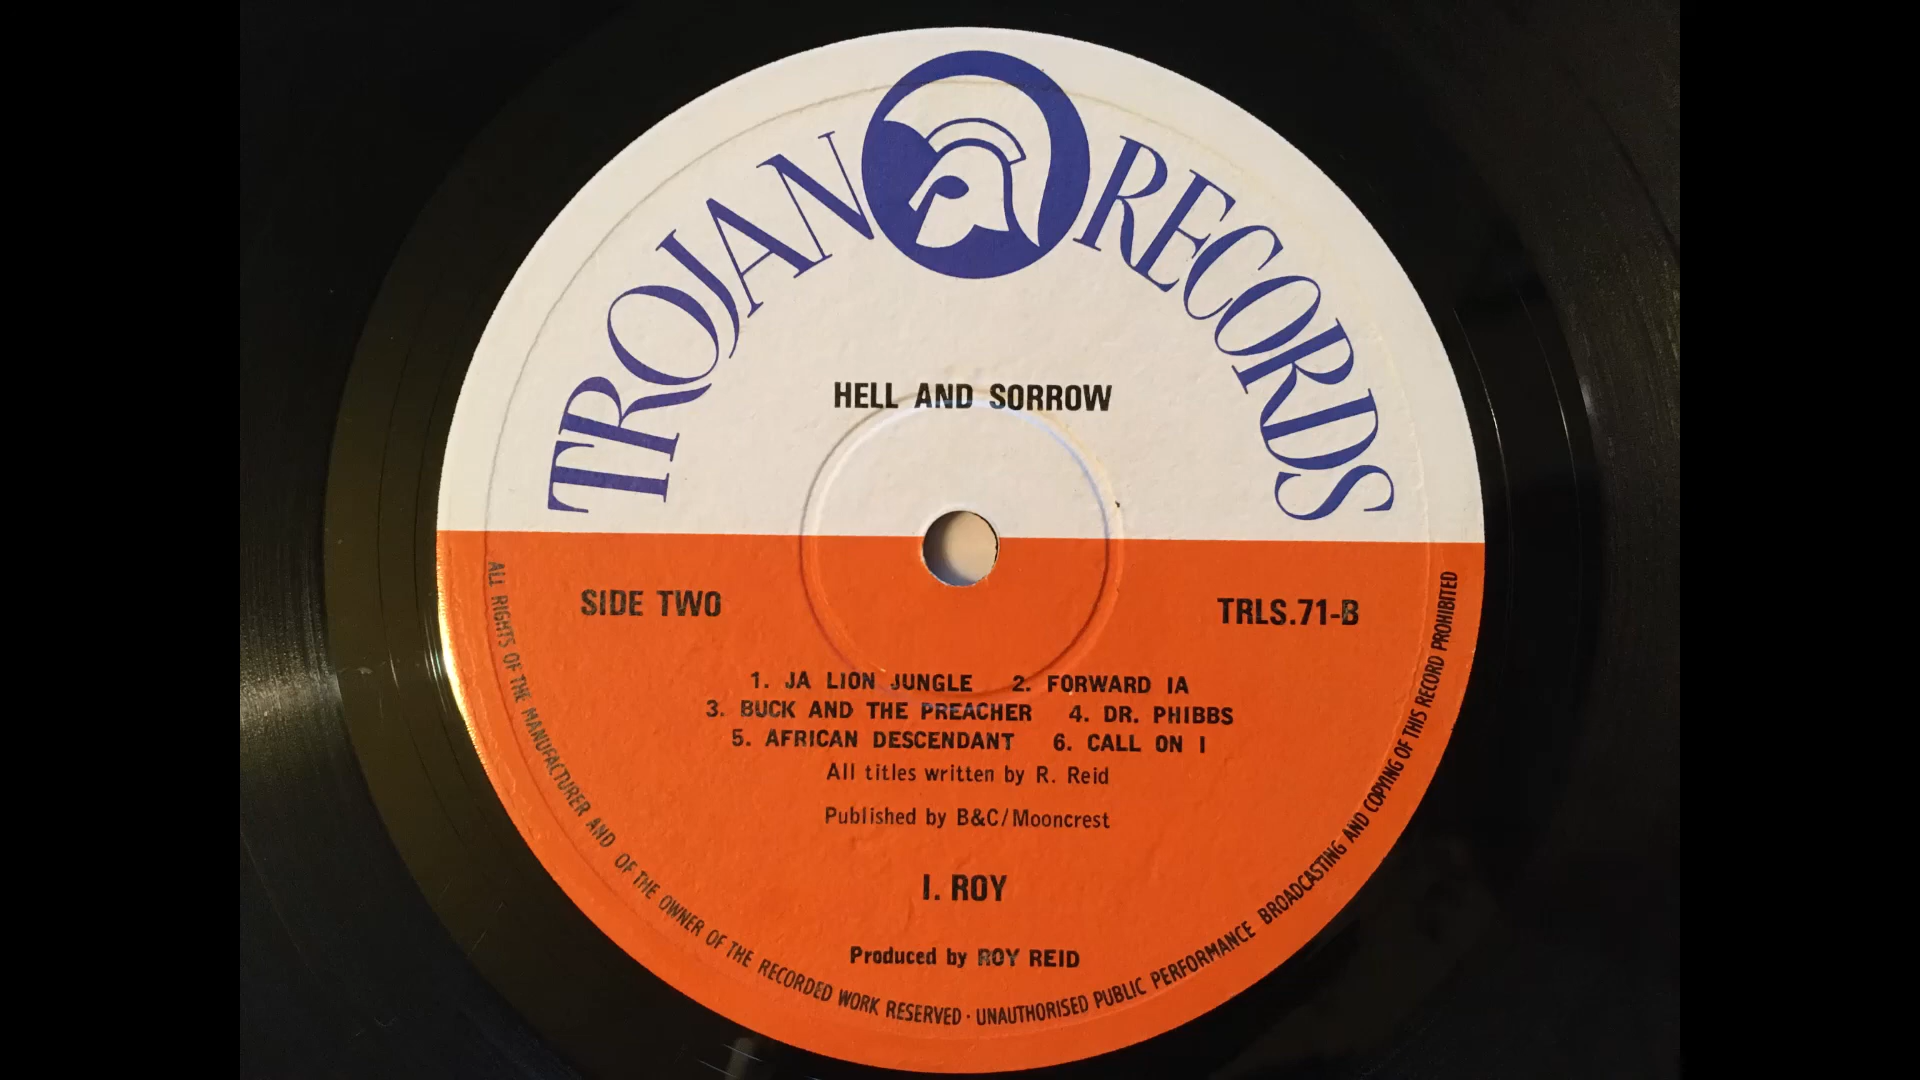 TROJAN RECORDS
HELL AND SORROW
SIDE TWO
TRLS.71-B
1. JA LION JUNGLE 2. FORWARD IA
3. BUCK AND THE PREACHER 4. DR. PHIBBS
5. AFRICAN DESCENDANT 6. CALL ON I
All titles written by R. Reid
Published by B&C/Mooncrest
I. ROY
Produced by ROY REID
ALL RIGHTS OF THE MANUFACTURER AND OF THE OWNER OF THE RECORDED WORK RESERVED · UNAUTHORISED PUBLIC PERFORMANCE BROADCASTING AND COPYING OF THIS RECORD PROHIBITED